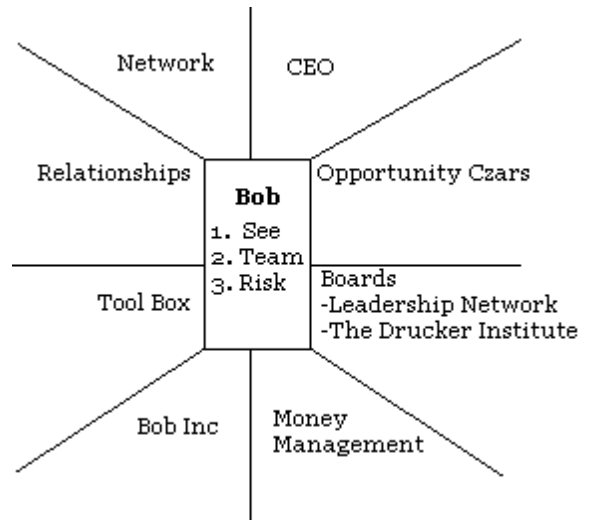 Network
CEO
Relationships
Bob
Opportunity Czars
1. See
2. Team
3. Risk
Tool Box
Boards
-Leadership Network
-The Drucker Institute
Bob Inc
Money
Management